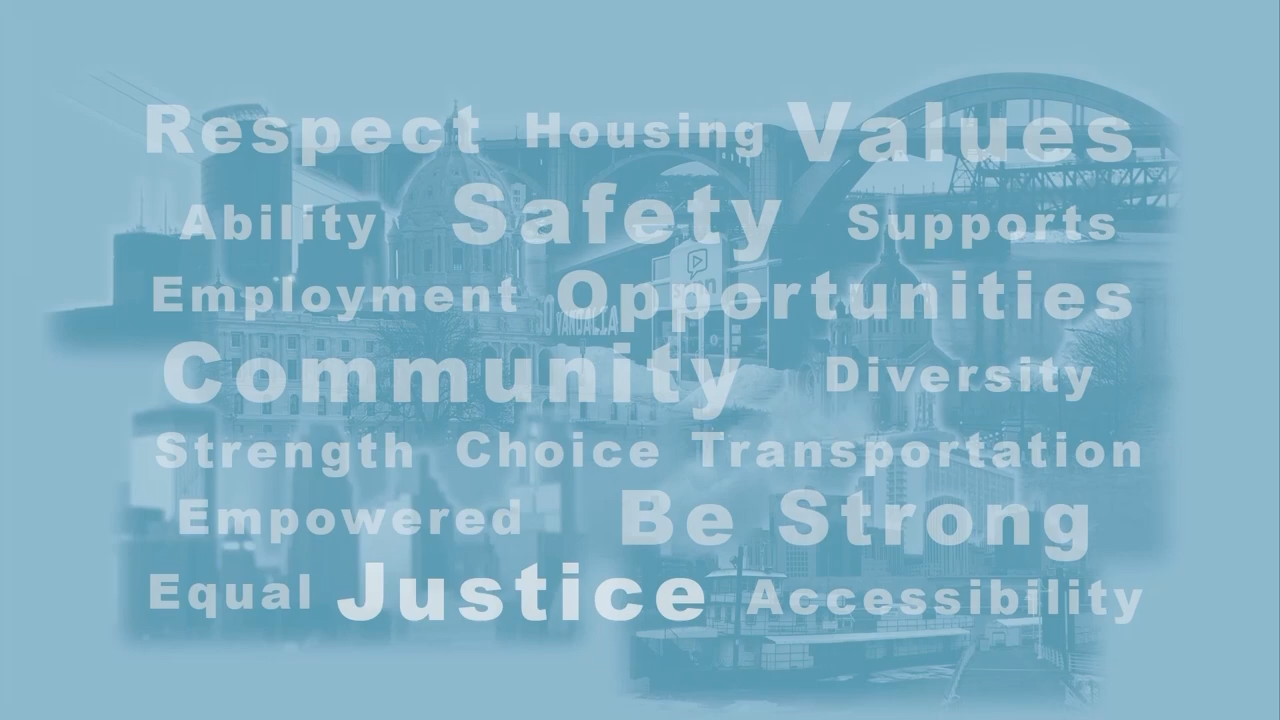 Respect Housing Values
Ability Safety Supports
Employment Opportunities
VANDALIA
Community Diversity
Strength Choice Transportation
Empowered Be Strong
Equal Justice Accessibility